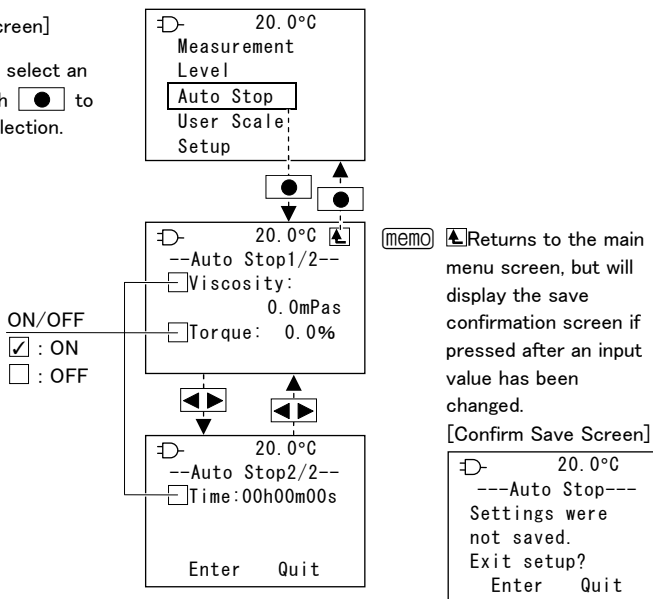 creen]
select an
h to
lection.
20.0°C
Measurement
Level
Auto Stop
User Scale
Setup
20.0°C
--Auto Stop1/2--
Viscosity:
0.0mPas
Torque: 0.0%
ON/OFF
☑ : ON
☐ : OFF
20.0°C
--Auto Stop2/2--
Time:00h00m00s
Enter Quit
memo
Returns to the main
menu screen, but will
display the save
confirmation screen if
pressed after an input
value has been
changed.
[Confirm Save Screen]
20.0°C
---Auto Stop---
Settings were
not saved.
Exit setup?
Enter Quit